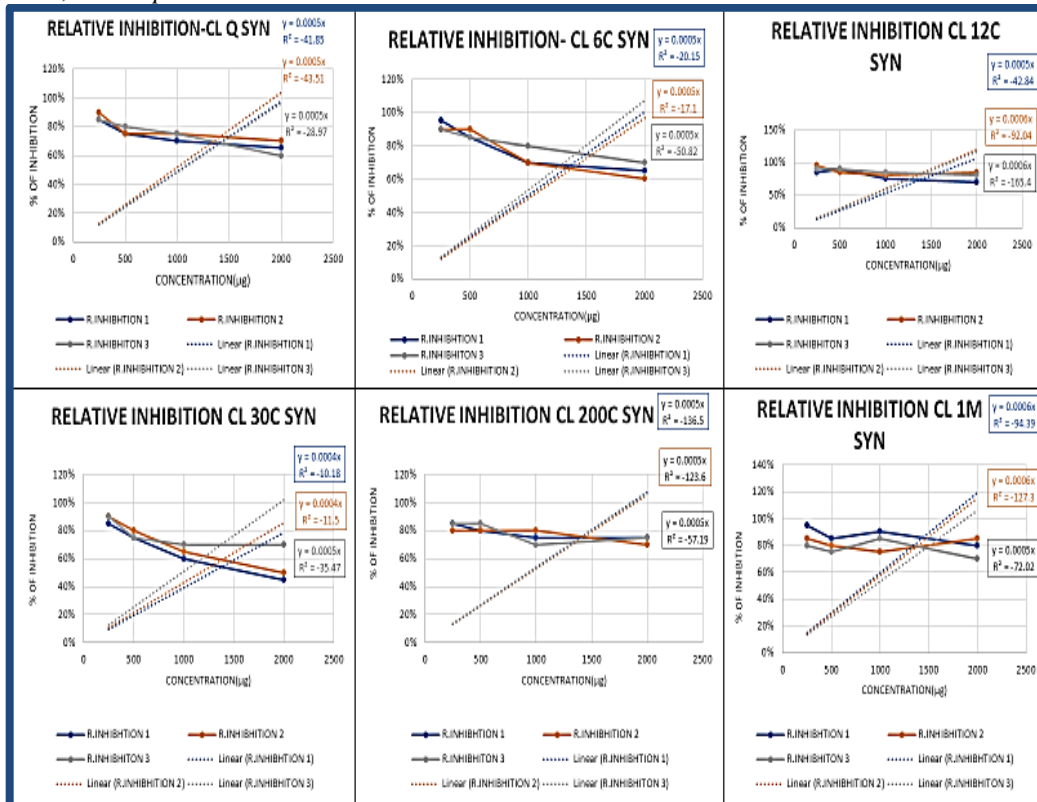 RELATIVE INHIBITION-CL Q SYN
y = 0.0005x
R² = -41.85
y = 0.0005x
R² = -43.51
y = 0.0005x
R² = -28.97
% OF INHIBITION
120%
100%
80%
60%
40%
20%
0%
0 500 1000 1500 2000 2500
CONCENTRATION(µg)
R.INHIBHTION 1 R.INHIBHITION 2
R.INHIBHITON 3 Linear (R.INHIBHTION 1)
Linear (R.INHIBHITION 2) Linear (R.INHIBHITON 3)
RELATIVE INHIBITION- CL 6C SYN
y = 0.0005x
R² = -20.15
y = 0.0005x
R² = -17.1
y = 0.0005x
R² = -50.82
% OF INHIBITION
120%
100%
80%
60%
40%
20%
0%
0 500 1000 1500 2000 2500
CONCENTRATION(µg)
R.INHIBHTION 1 R.INHIBHITION 2
R.INHIBHITON 3 Linear (R.INHIBHTION 1)
Linear (R.INHIBHITION 2) Linear (R.INHIBHITON 3)
RELATIVE INHIBITION CL 12C
SYN
y = 0.0005x
R² = -42.84
y = 0.0006x
R² = -92.04
y = 0.0006x
R² = -165.4
% OF INHIBITION
150%
100%
50%
0%
0 500 1000 1500 2000 2500
CONCENTRATION(µg)
R.INHIBHTION 1 R.INHIBHITION 2
R.INHIBHITON 3 Linear (R.INHIBHTION 1)
Linear (R.INHIBHITION 2) Linear (R.INHIBHITON 3)
RELATIVE INHIBITION CL 30C SYN
y = 0.0004x
R² = -10.18
y = 0.0004x
R² = -11.5
y = 0.0005x
R² = -35.47
% OF INHIBITION
120%
100%
80%
60%
40%
20%
0%
0 500 1000 1500 2000 2500
CONCENTRATION(µg)
R.INHIBHTION 1 R.INHIBHITION 2
R.INHIBHITON 3 Linear (R.INHIBHTION 1)
Linear (R.INHIBHITION 2) Linear (R.INHIBHITON 3)
RELATIVE INHIBITION CL 200C SYN
y = 0.0005x
R² = -136.5
y = 0.0005x
R² = -123.6
y = 0.0005x
R² = -57.19
% OF INHIBITION
120%
100%
80%
60%
40%
20%
0%
0 500 1000 1500 2000 2500
CONCENTRATION(µg)
R.INHIBHTION 1 R.INHIBHITION 2
R.INHIBHITON 3 Linear (R.INHIBHTION 1)
Linear (R.INHIBHITION 2) Linear (R.INHIBHITON 3)
RELATIVE INHIBITION CL 1M
SYN
y = 0.0006x
R² = -94.39
y = 0.0006x
R² = -127.3
y = 0.0005x
R² = -72.02
% OF INHIBITION
140%
120%
100%
80%
60%
40%
20%
0%
0 500 1000 1500 2000 2500
CONCENTRATION(µg)
R.INHIBHTION 1 R.INHIBHITION 2
R.INHIBHITON 3 Linear (R.INHIBHTION 1)
Linear (R.INHIBHITION 2) Linear (R.INHIBHITON 3)